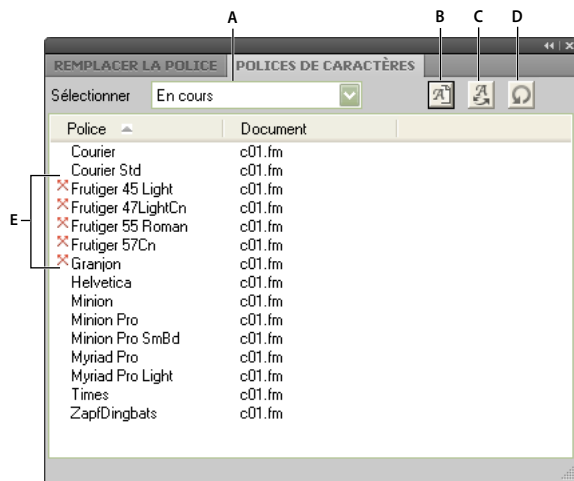 A B C D
REMPLACER LA POLICE POLICES DE CARACTÈRES
Sélectionner En cours
Police Document
Courier c01.fm
Courier Std c01.fm
Frutiger 45 Light c01.fm
Frutiger 47LightCn c01.fm
Frutiger 55 Roman c01.fm
E Frutiger 57Cn c01.fm
Granjon c01.fm
Helvetica c01.fm
Minion c01.fm
Minion Pro c01.fm
Minion Pro SmBd c01.fm
Myriad Pro c01.fm
Myriad Pro Light c01.fm
Times c01.fm
ZapfDingbats c01.fm